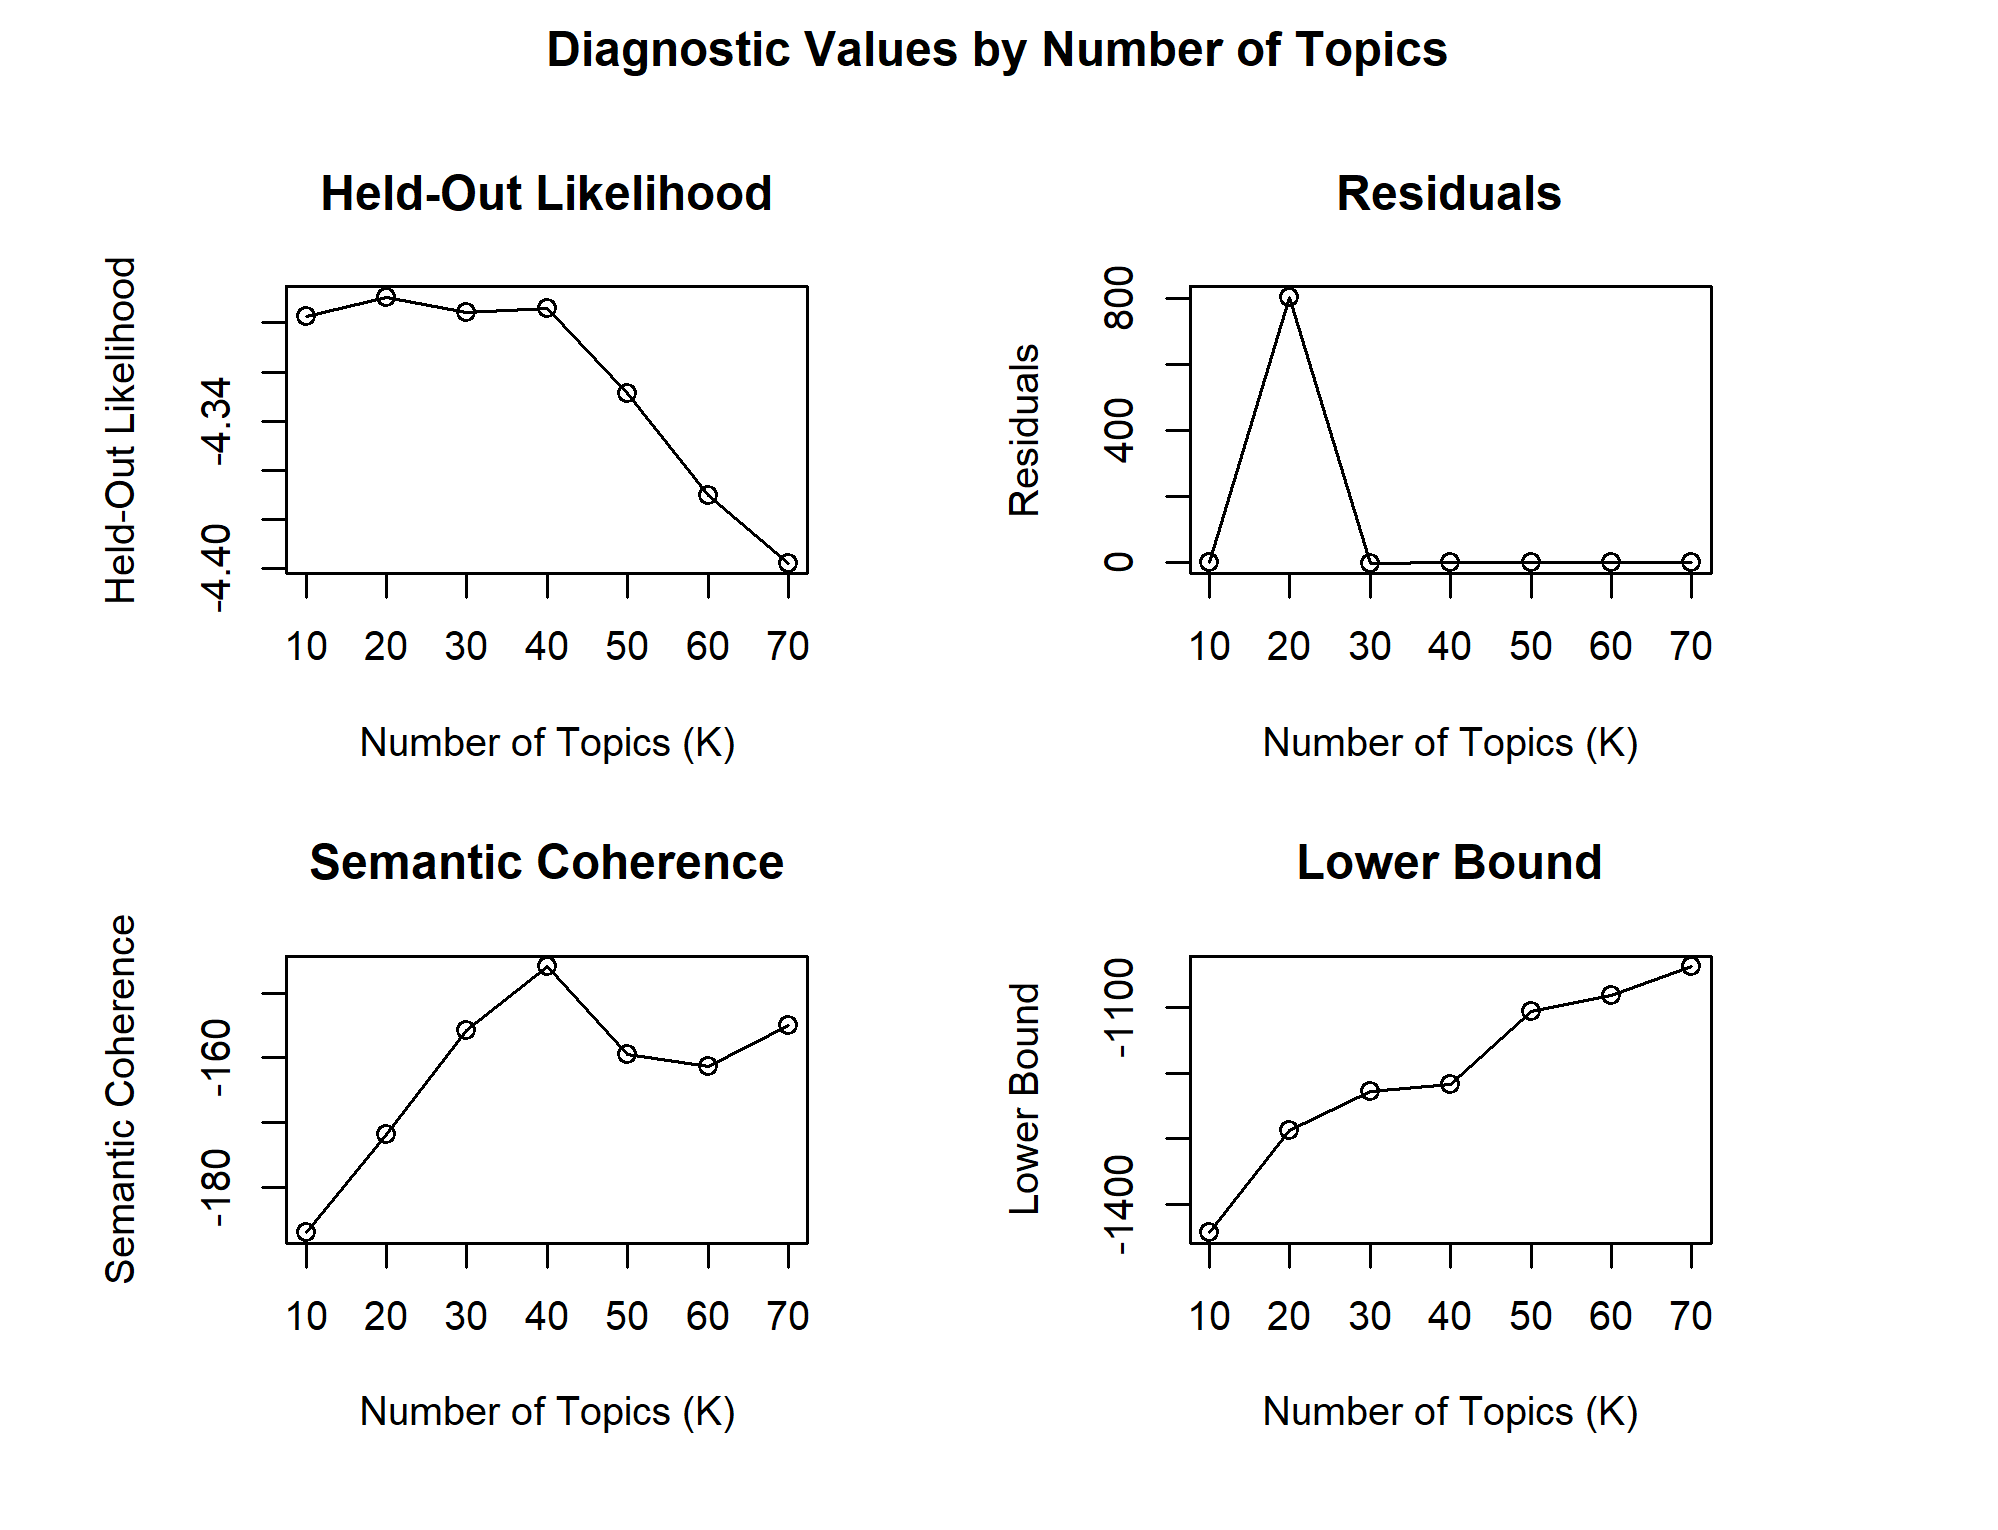 Diagnostic Values by Number of Topics
Held-Out Likelihood
Held-Out Likelihood
-4.40
-4.34
10 20 30 40 50 60 70
Number of Topics (K)
Residuals
Residuals
0
400
800
10 20 30 40 50 60 70
Number of Topics (K)
Semantic Coherence
Semantic Coherence
-180
-160
10 20 30 40 50 60 70
Number of Topics (K)
Lower Bound
Lower Bound
-1400
-1100
10 20 30 40 50 60 70
Number of Topics (K)